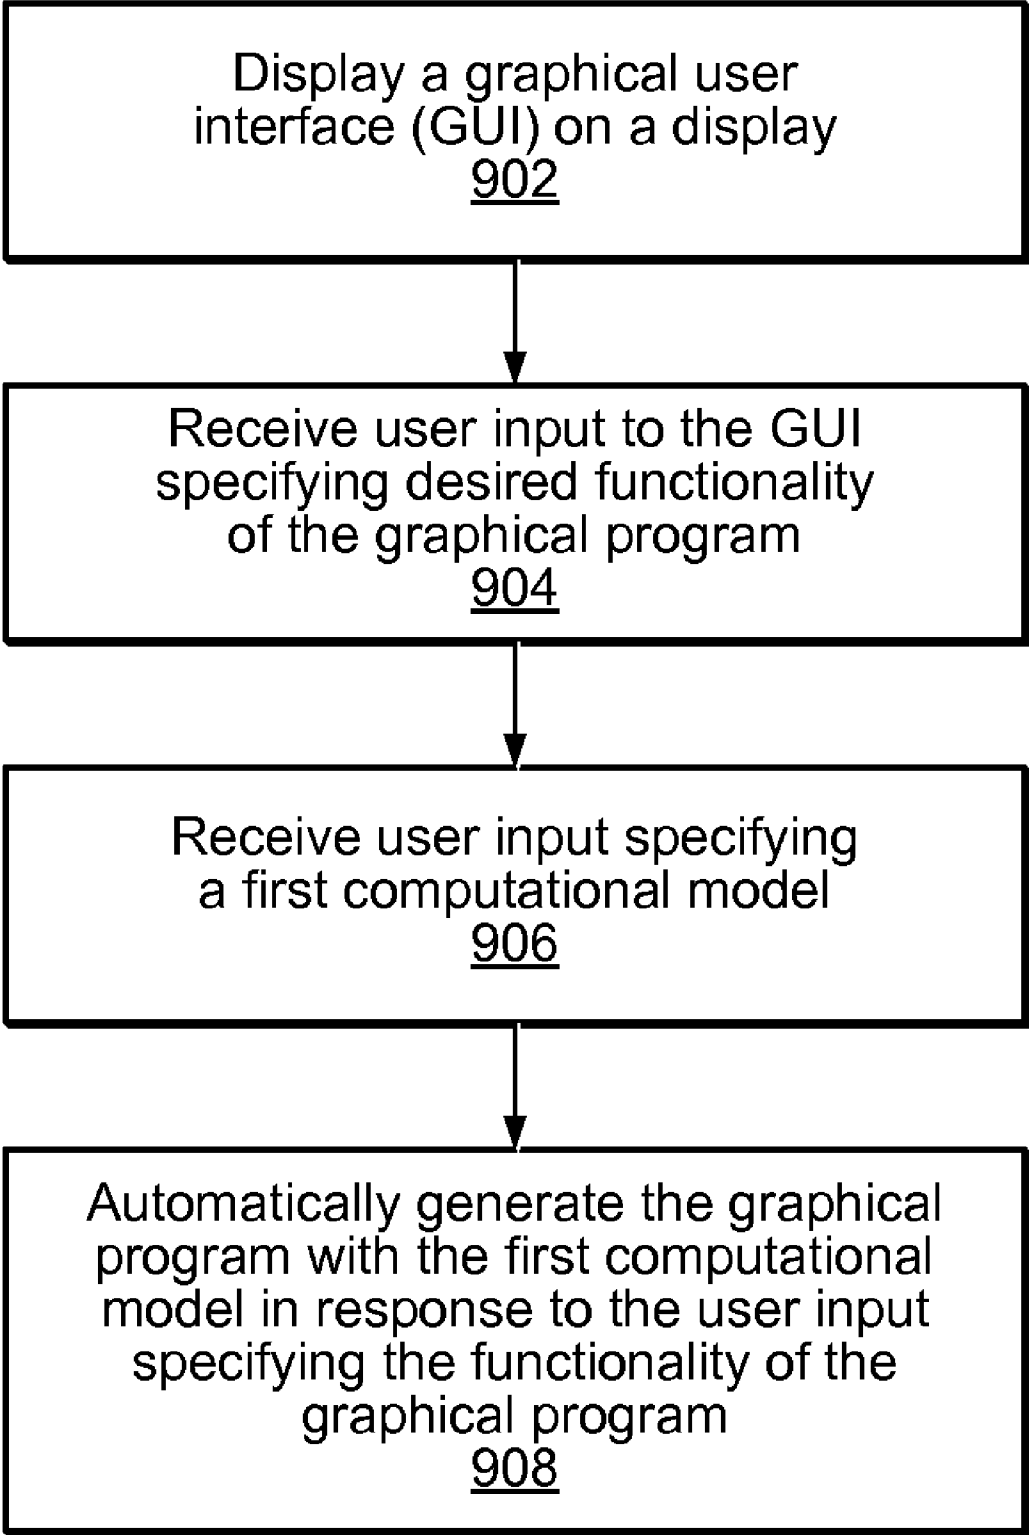 Display a graphical user
interface (GUI) on a display
902
Receive user input to the GUI
specifying desired functionality
of the graphical program
904
Receive user input specifying
a first computational model
906
Automatically generate the graphical
program with the first computational
model in response to the user input
specifying the functionality of the
graphical program
908